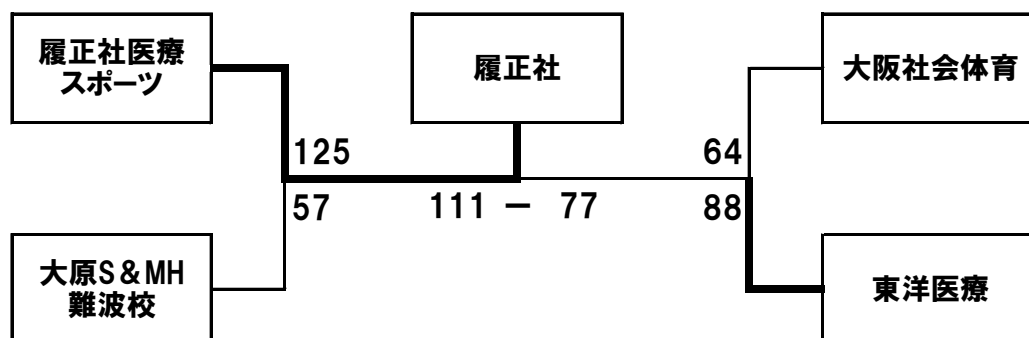 履正社医療
スポーツ
履正社
大阪社会体育
125
64
57
111 － 77
88
大原S＆MH
難波校
東洋医療